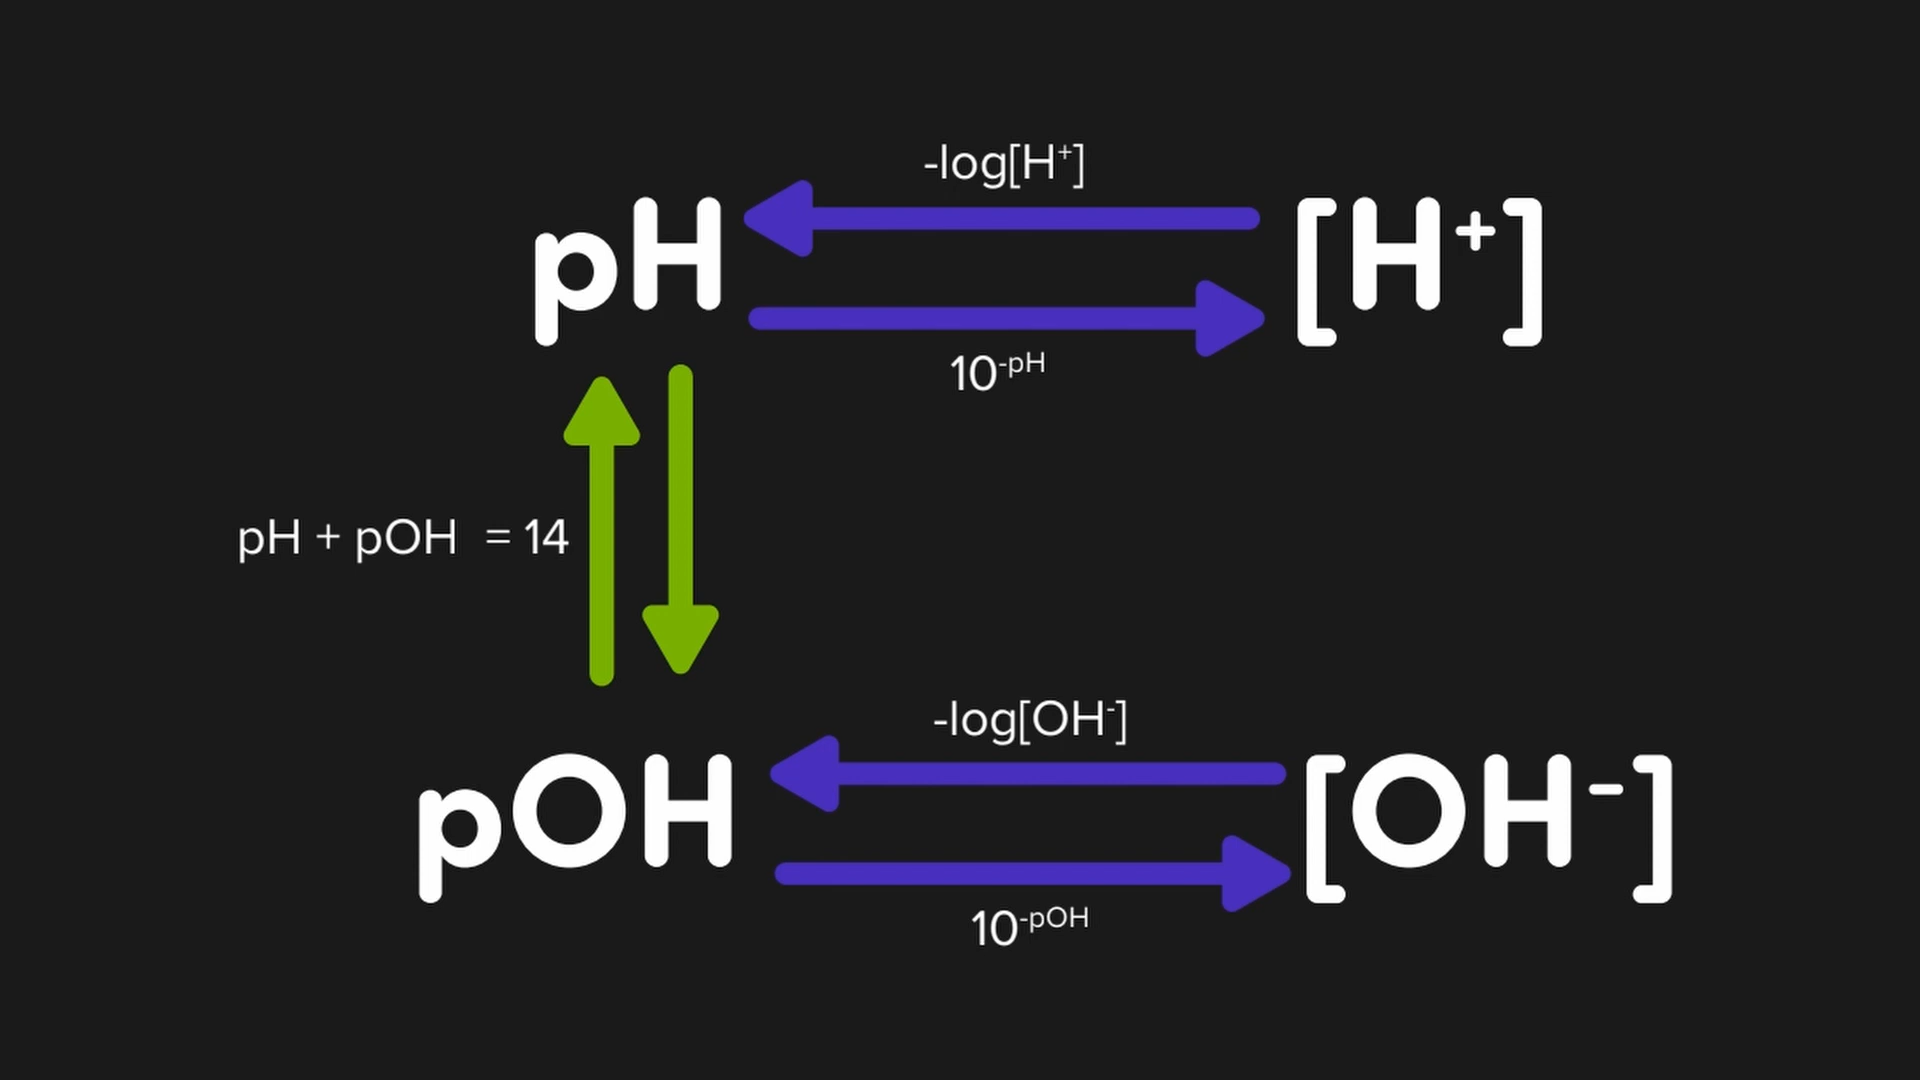 -log[H⁺]
pH [H⁺]
10⁻ᵖᴴ
pH + pOH = 14
-log[OH⁻]
pOH [OH⁻]
10⁻ᵖᴼᴴ